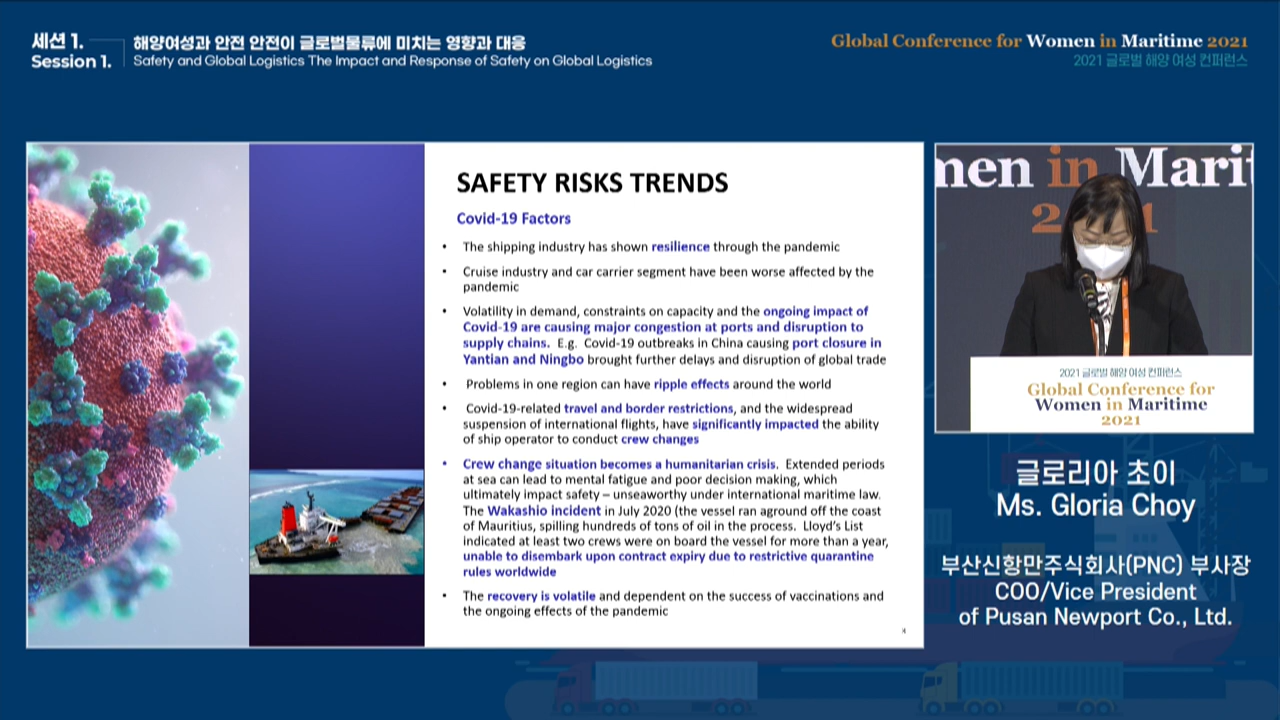 세션 1.
Session 1.
해양여성과 안전 안전이 글로벌물류에 미치는 영향과 대응
Safety and Global Logistics The Impact and Response of Safety on Global Logistics
Global Conference for Women in Maritime 2021
2021 글로벌 해양 여성 컨퍼런스
SAFETY RISKS TRENDS
Covid-19 Factors
• The shipping industry has shown resilience through the pandemic
• Cruise industry and car carrier segment have been worse affected by the
pandemic
• Volatility in demand, constraints on capacity and the ongoing impact of
Covid-19 are causing major congestion at ports and disruption to
supply chains. E.g. Covid-19 outbreaks in China causing port closure in
Yantian and Ningbo brought further delays and disruption of global trade
• Problems in one region can have ripple effects around the world
• Covid-19-related travel and border restrictions, and the widespread
suspension of international flights, have significantly impacted the ability
of ship operator to conduct crew changes
• Crew change situation becomes a humanitarian crisis. Extended periods
at sea can lead to mental fatigue and poor decision making, which
ultimately impact safety – unseaworthy under international maritime law.
The Wakashio incident in July 2020 (the vessel ran aground off the coast
of Mauritius, spilling hundreds of tons of oil in the process. Lloyd's List
indicated at least two crews were on board the vessel for more than a year,
unable to disembark upon contract expiry due to restrictive quarantine
rules worldwide
• The recovery is volatile and dependent on the success of vaccinations and
the ongoing effects of the pandemic
men in Marit
2 1
2021 글로벌 해양 여성 컨퍼런스
Global Conference for
Women in Maritime
2021
글로리아 초이
Ms. Gloria Choy
부산신항만주식회사(PNC) 부사장
COO/Vice President
of Pusan Newport Co., Ltd.